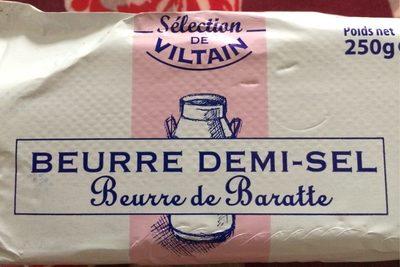 Sélection
DE
VILTAIN
Poids net
250g
BEURRE DEMI-SEL
Beurre de Baratte